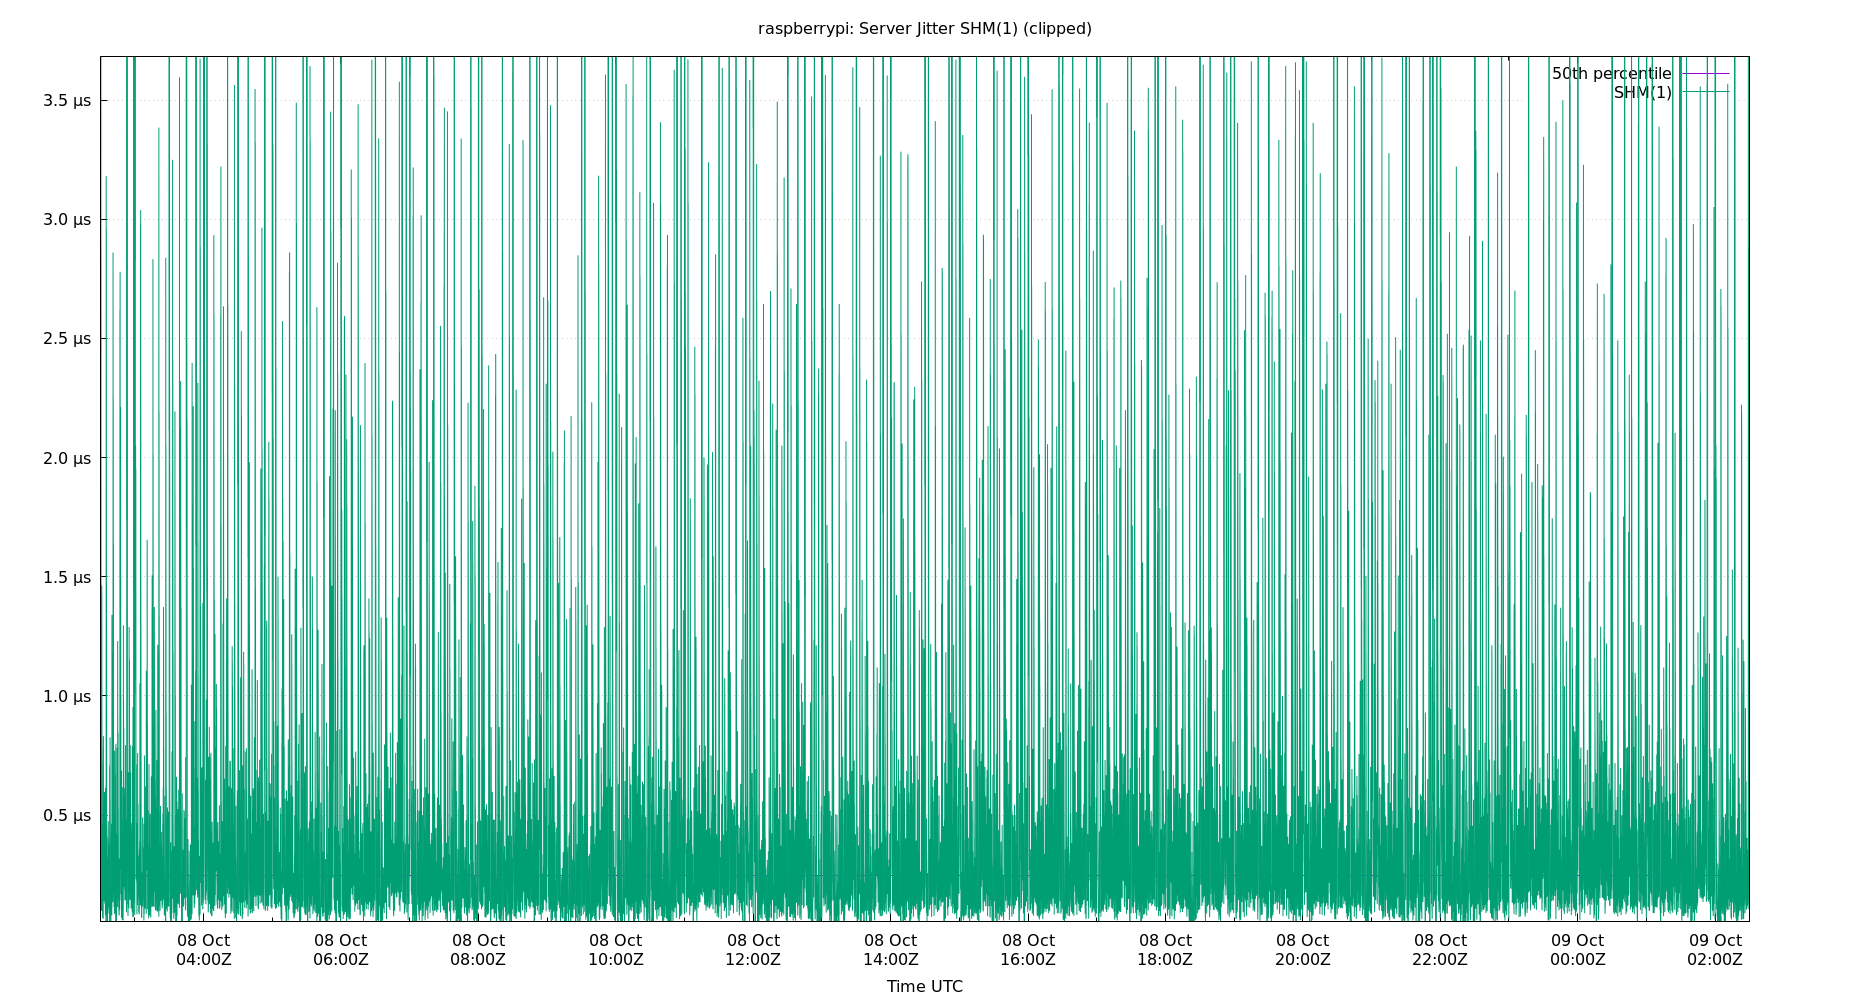 raspberrypi: Server Jitter SHM(1) (clipped)
50th percentile
SHM(1)
3.5 μs
3.0 μs
2.5 μs
2.0 μs
1.5 μs
1.0 μs
0.5 μs
08 Oct 08 Oct 08 Oct 08 Oct 08 Oct 08 Oct 08 Oct 08 Oct 08 Oct 08 Oct 09 Oct 09 Oct
04:00Z 06:00Z 08:00Z 10:00Z 12:00Z 14:00Z 16:00Z 18:00Z 20:00Z 22:00Z 00:00Z 02:00Z
Time UTC